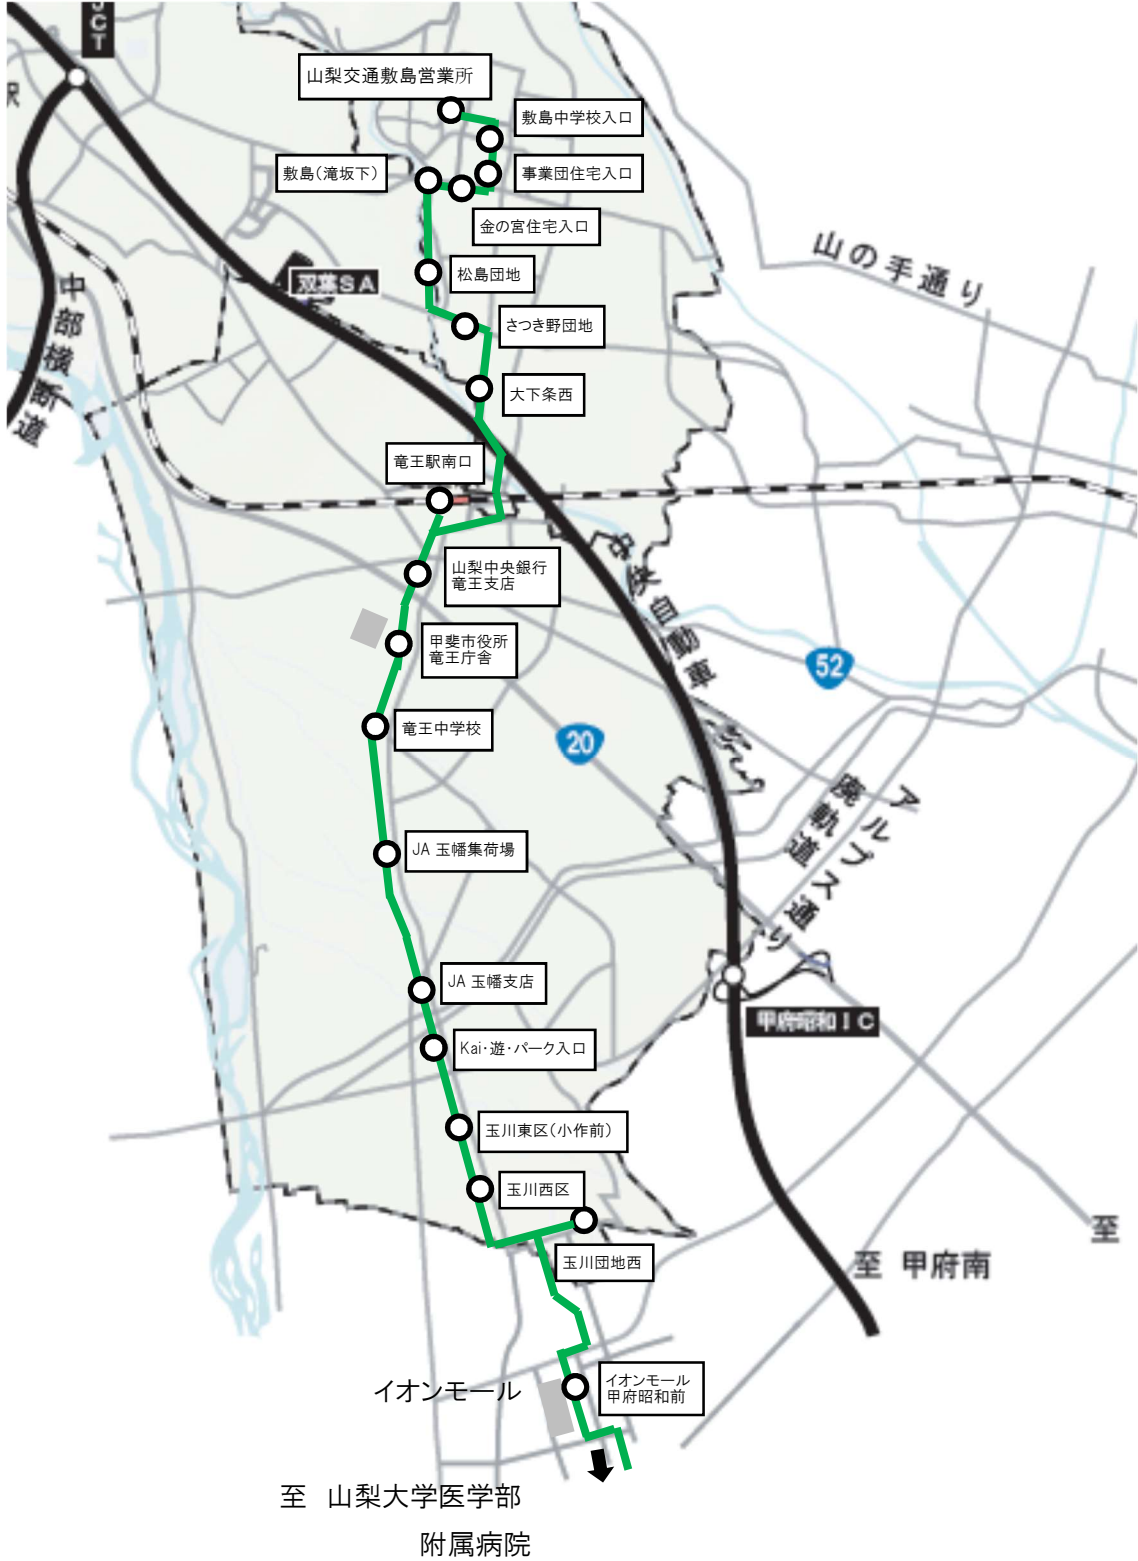 JCT
山梨交通敷島営業所
敷島中学校入口
敷島(滝坂下)
事業団住宅入口
金の宮住宅入口
山の手通り
松島団地
双葉SA
中部横断道
さつき野団地
大下条西
竜王駅南口
山梨中央銀行
竜王支店
央自動車
甲斐市役所
竜王庁舎
52
竜王中学校
20
アルプス通り
廃軌道
JA 玉幡集荷場
JA 玉幡支店
甲府昭和IC
Kai・遊・パーク入口
玉川東区(小作前)
玉川西区
至
玉川団地西
至 甲府南
イオンモール
イオンモール
甲府昭和前
至 山梨大学医学部
附属病院